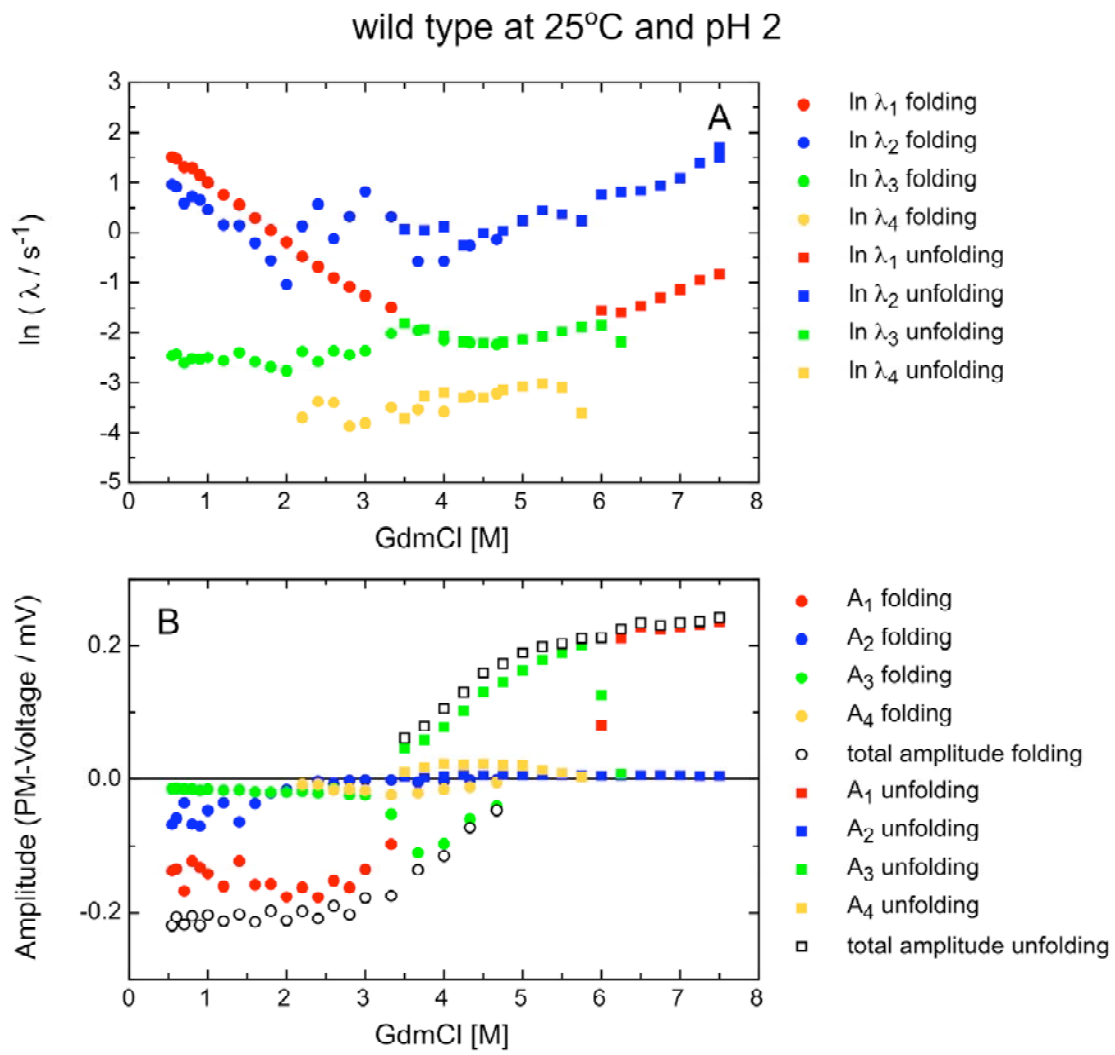 wild type at 25°C and pH 2
A
ln ( λ / s⁻¹ )
3
2
1
0
-1
-2
-3
-4
-5
0 1 2 3 4 5 6 7 8
GdmCl [M]
ln λ₁ folding
ln λ₂ folding
ln λ₃ folding
ln λ₄ folding
ln λ₁ unfolding
ln λ₂ unfolding
ln λ₃ unfolding
ln λ₄ unfolding
B
Amplitude (PM-Voltage / mV)
0.2
0.0
-0.2
0 1 2 3 4 5 6 7 8
GdmCl [M]
A₁ folding
A₂ folding
A₃ folding
A₄ folding
total amplitude folding
A₁ unfolding
A₂ unfolding
A₃ unfolding
A₄ unfolding
total amplitude unfolding